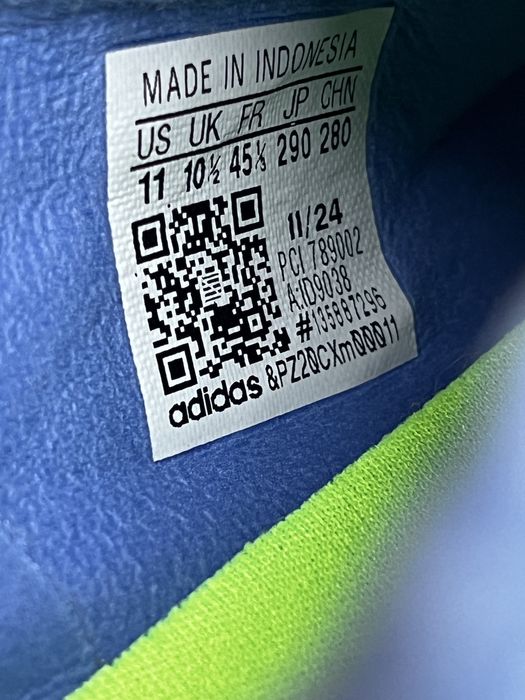 MADE IN INDONESIA
US UK FR JP CHN
11 10½ 45⅓ 290 280
11/24
PCI 789002
A:ID9038
#135887296
adidas &PZ2QCXm00011